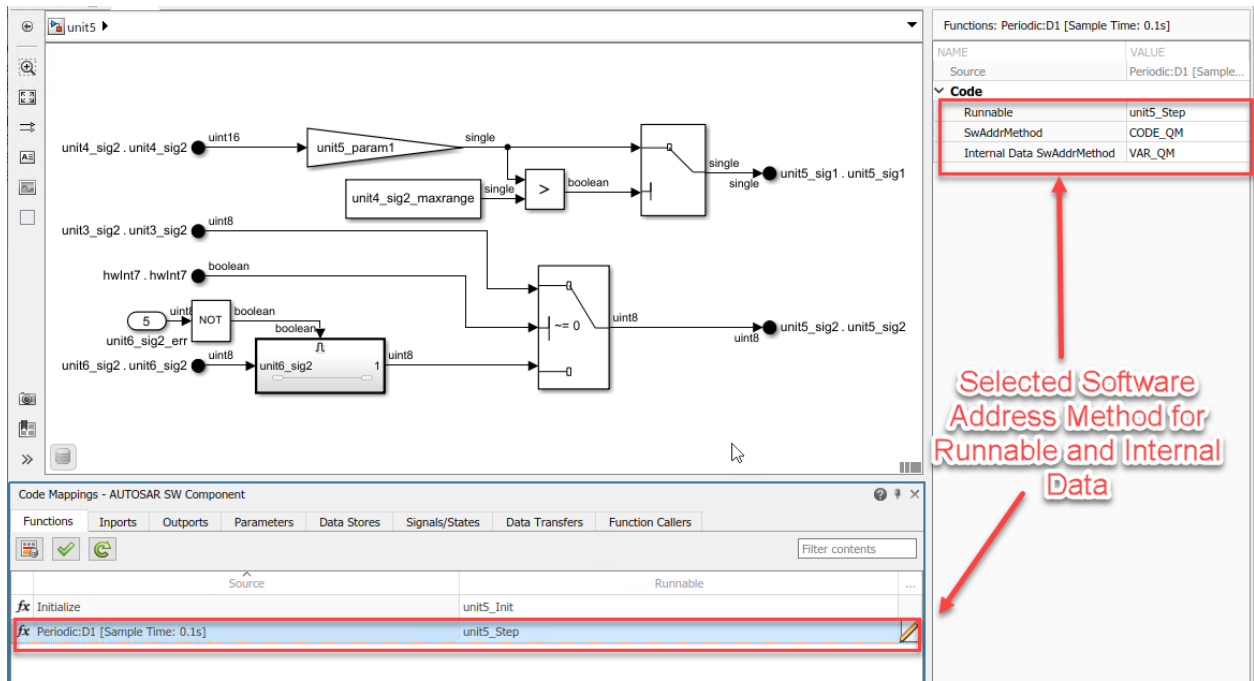 unit5
Functions: Periodic:D1 [Sample Time: 0.1s]
NAME VALUE
Source Periodic:D1 [Sample...
Code
Runnable unit5_Step
SwAddrMethod CODE_QM
Internal Data SwAddrMethod VAR_QM
unit4_sig2 . unit4_sig2
uint16
unit5_param1
single
unit4_sig2_maxrange
single
>
boolean
single
single
unit5_sig1 . unit5_sig1
unit3_sig2 . unit3_sig2
uint8
hwInt7 . hwInt7
boolean
5
uint8
NOT
boolean
boolean
unit6_sig2_err
unit6_sig2 . unit6_sig2
uint8
unit6_sig2
1
uint8
~= 0
uint8
uint8
unit5_sig2 . unit5_sig2
Selected Software
Address Method for
Runnable and Internal
Data
Code Mappings - AUTOSAR SW Component
Functions Inports Outports Parameters Data Stores Signals/States Data Transfers Function Callers
Filter contents
Source Runnable ...
fx Initialize unit5_Init
fx Periodic:D1 [Sample Time: 0.1s] unit5_Step